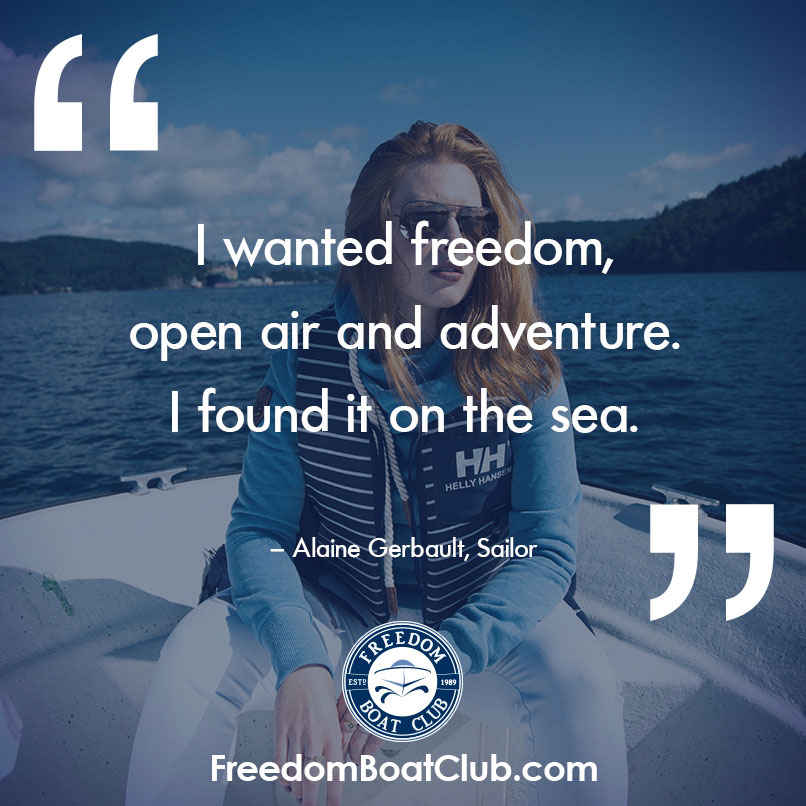 “
I wanted freedom,
open air and adventure.
I found it on the sea.
HH
HELLY HANSEN
– Alaine Gerbault, Sailor
”
FREEDOM
ESTD 1989
BOAT CLUB
FreedomBoatClub.com